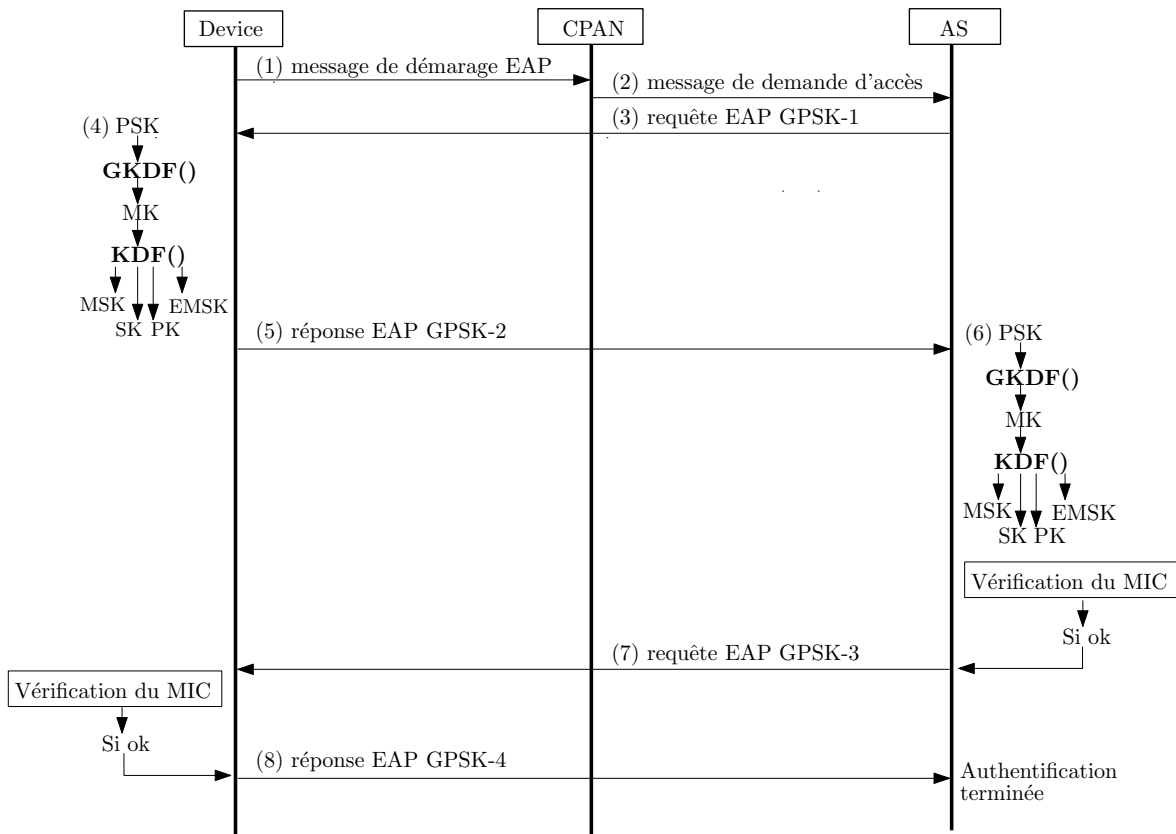 Device
CPAN
AS
(1) message de démarage EAP
(2) message de demande d'accès
(3) requête EAP GPSK-1
(4) PSK
GKDF()
MK
KDF()
MSK
EMSK
SK PK
(5) réponse EAP GPSK-2
(6) PSK
GKDF()
MK
KDF()
MSK
EMSK
SK PK
Vérification du MIC
Si ok
(7) requête EAP GPSK-3
Vérification du MIC
Si ok
(8) réponse EAP GPSK-4
Authentification
terminée